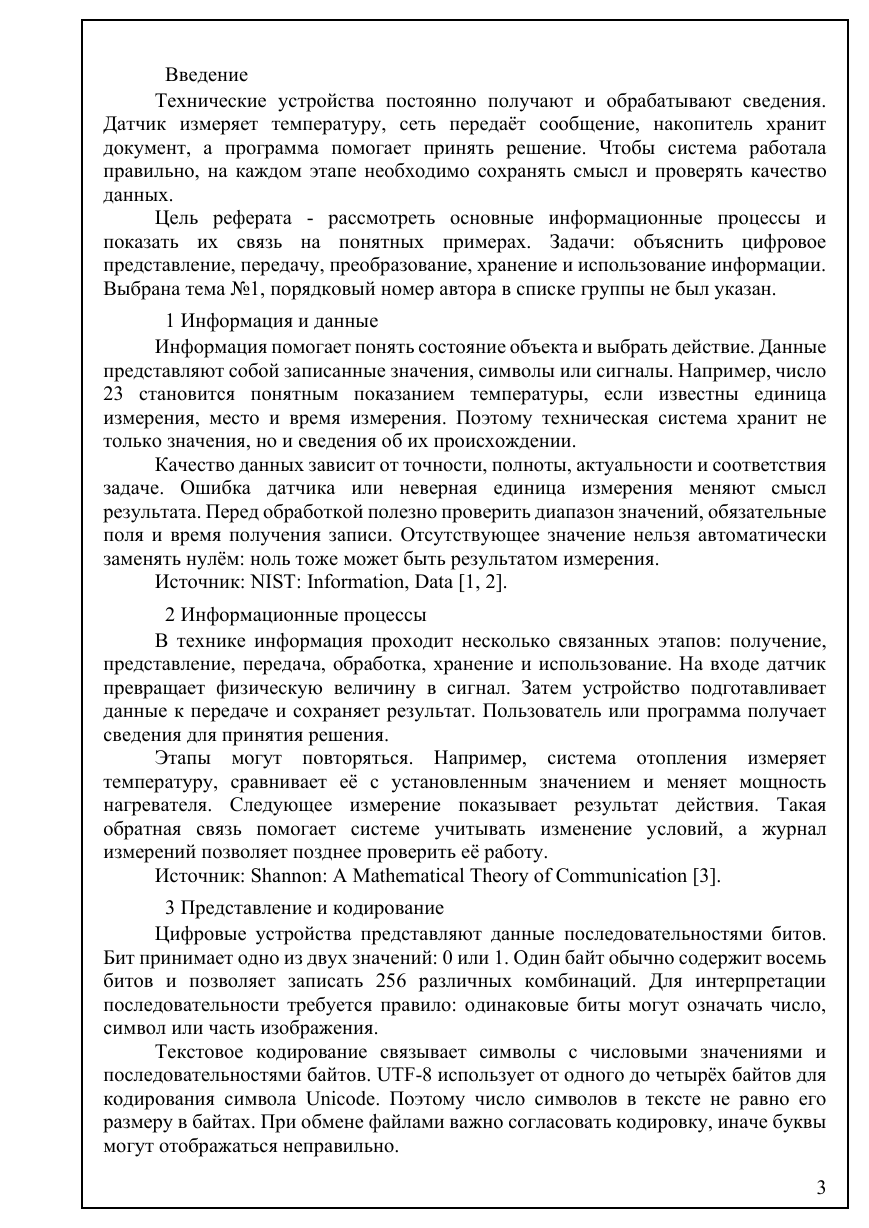 Введение
Технические устройства постоянно получают и обрабатывают сведения.
Датчик измеряет температуру, сеть передаёт сообщение, накопитель хранит
документ, а программа помогает принять решение. Чтобы система работала
правильно, на каждом этапе необходимо сохранять смысл и проверять качество
данных.
Цель реферата - рассмотреть основные информационные процессы и
показать их связь на понятных примерах. Задачи: объяснить цифровое
представление, передачу, преобразование, хранение и использование информации.
Выбрана тема №1, порядковый номер автора в списке группы не был указан.
1 Информация и данные
Информация помогает понять состояние объекта и выбрать действие. Данные
представляют собой записанные значения, символы или сигналы. Например, число
23 становится понятным показанием температуры, если известны единица
измерения, место и время измерения. Поэтому техническая система хранит не
только значения, но и сведения об их происхождении.
Качество данных зависит от точности, полноты, актуальности и соответствия
задаче. Ошибка датчика или неверная единица измерения меняют смысл
результата. Перед обработкой полезно проверить диапазон значений, обязательные
поля и время получения записи. Отсутствующее значение нельзя автоматически
заменять нулём: ноль тоже может быть результатом измерения.
Источник: NIST: Information, Data [1, 2].
2 Информационные процессы
В технике информация проходит несколько связанных этапов: получение,
представление, передача, обработка, хранение и использование. На входе датчик
превращает физическую величину в сигнал. Затем устройство подготавливает
данные к передаче и сохраняет результат. Пользователь или программа получает
сведения для принятия решения.
Этапы могут повторяться. Например, система отопления измеряет
температуру, сравнивает её с установленным значением и меняет мощность
нагревателя. Следующее измерение показывает результат действия. Такая
обратная связь помогает системе учитывать изменение условий, а журнал
измерений позволяет позднее проверить её работу.
Источник: Shannon: A Mathematical Theory of Communication [3].
3 Представление и кодирование
Цифровые устройства представляют данные последовательностями битов.
Бит принимает одно из двух значений: 0 или 1. Один байт обычно содержит восемь
битов и позволяет записать 256 различных комбинаций. Для интерпретации
последовательности требуется правило: одинаковые биты могут означать число,
символ или часть изображения.
Текстовое кодирование связывает символы с числовыми значениями и
последовательностями байтов. UTF-8 использует от одного до четырёх байтов для
кодирования символа Unicode. Поэтому число символов в тексте не равно его
размеру в байтах. При обмене файлами важно согласовать кодировку, иначе буквы
могут отображаться неправильно.
3